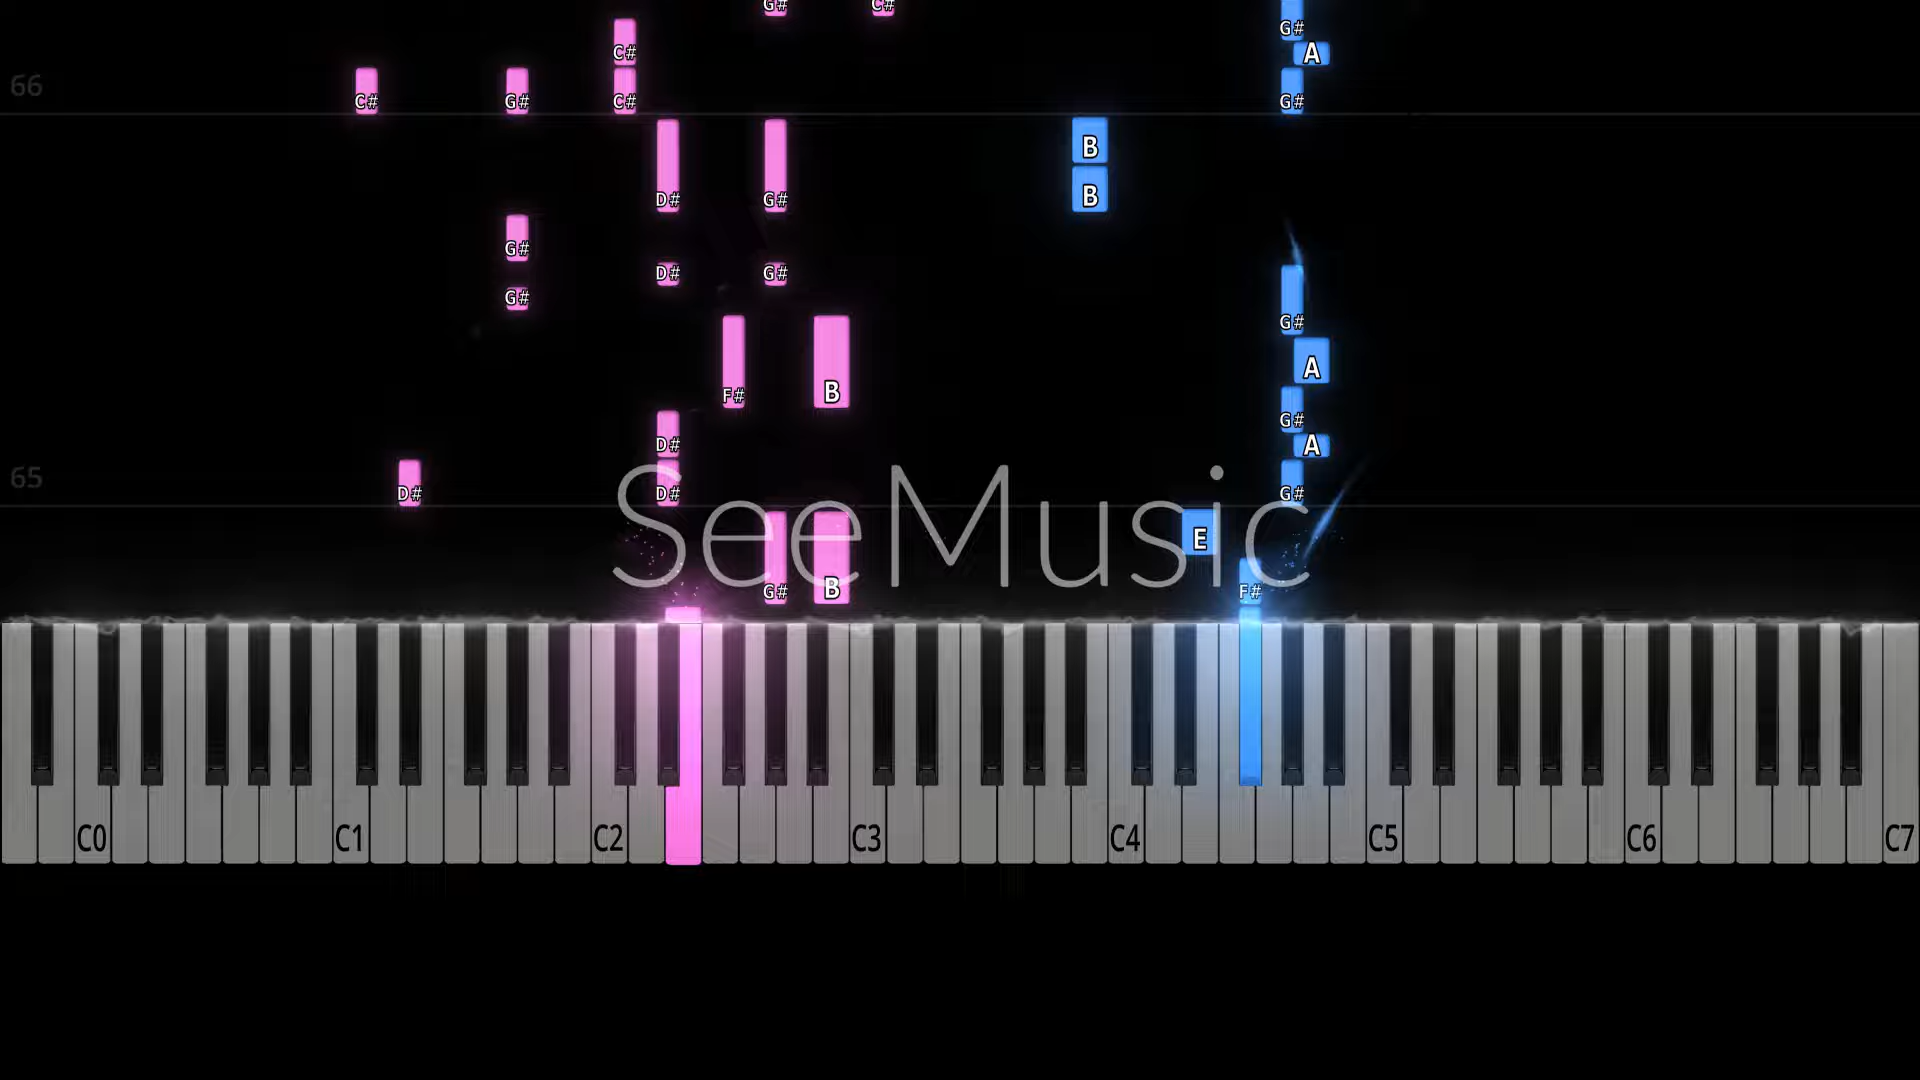 G# C# G#
C# A
66 C# G# C# G#
B
D# G# B
G#
D# G#
G#
G#
F# B A
G#
D# A
65 D# D# G#
SeeMusic
E
G# B F#
C0 C1 C2 C3 C4 C5 C6 C7